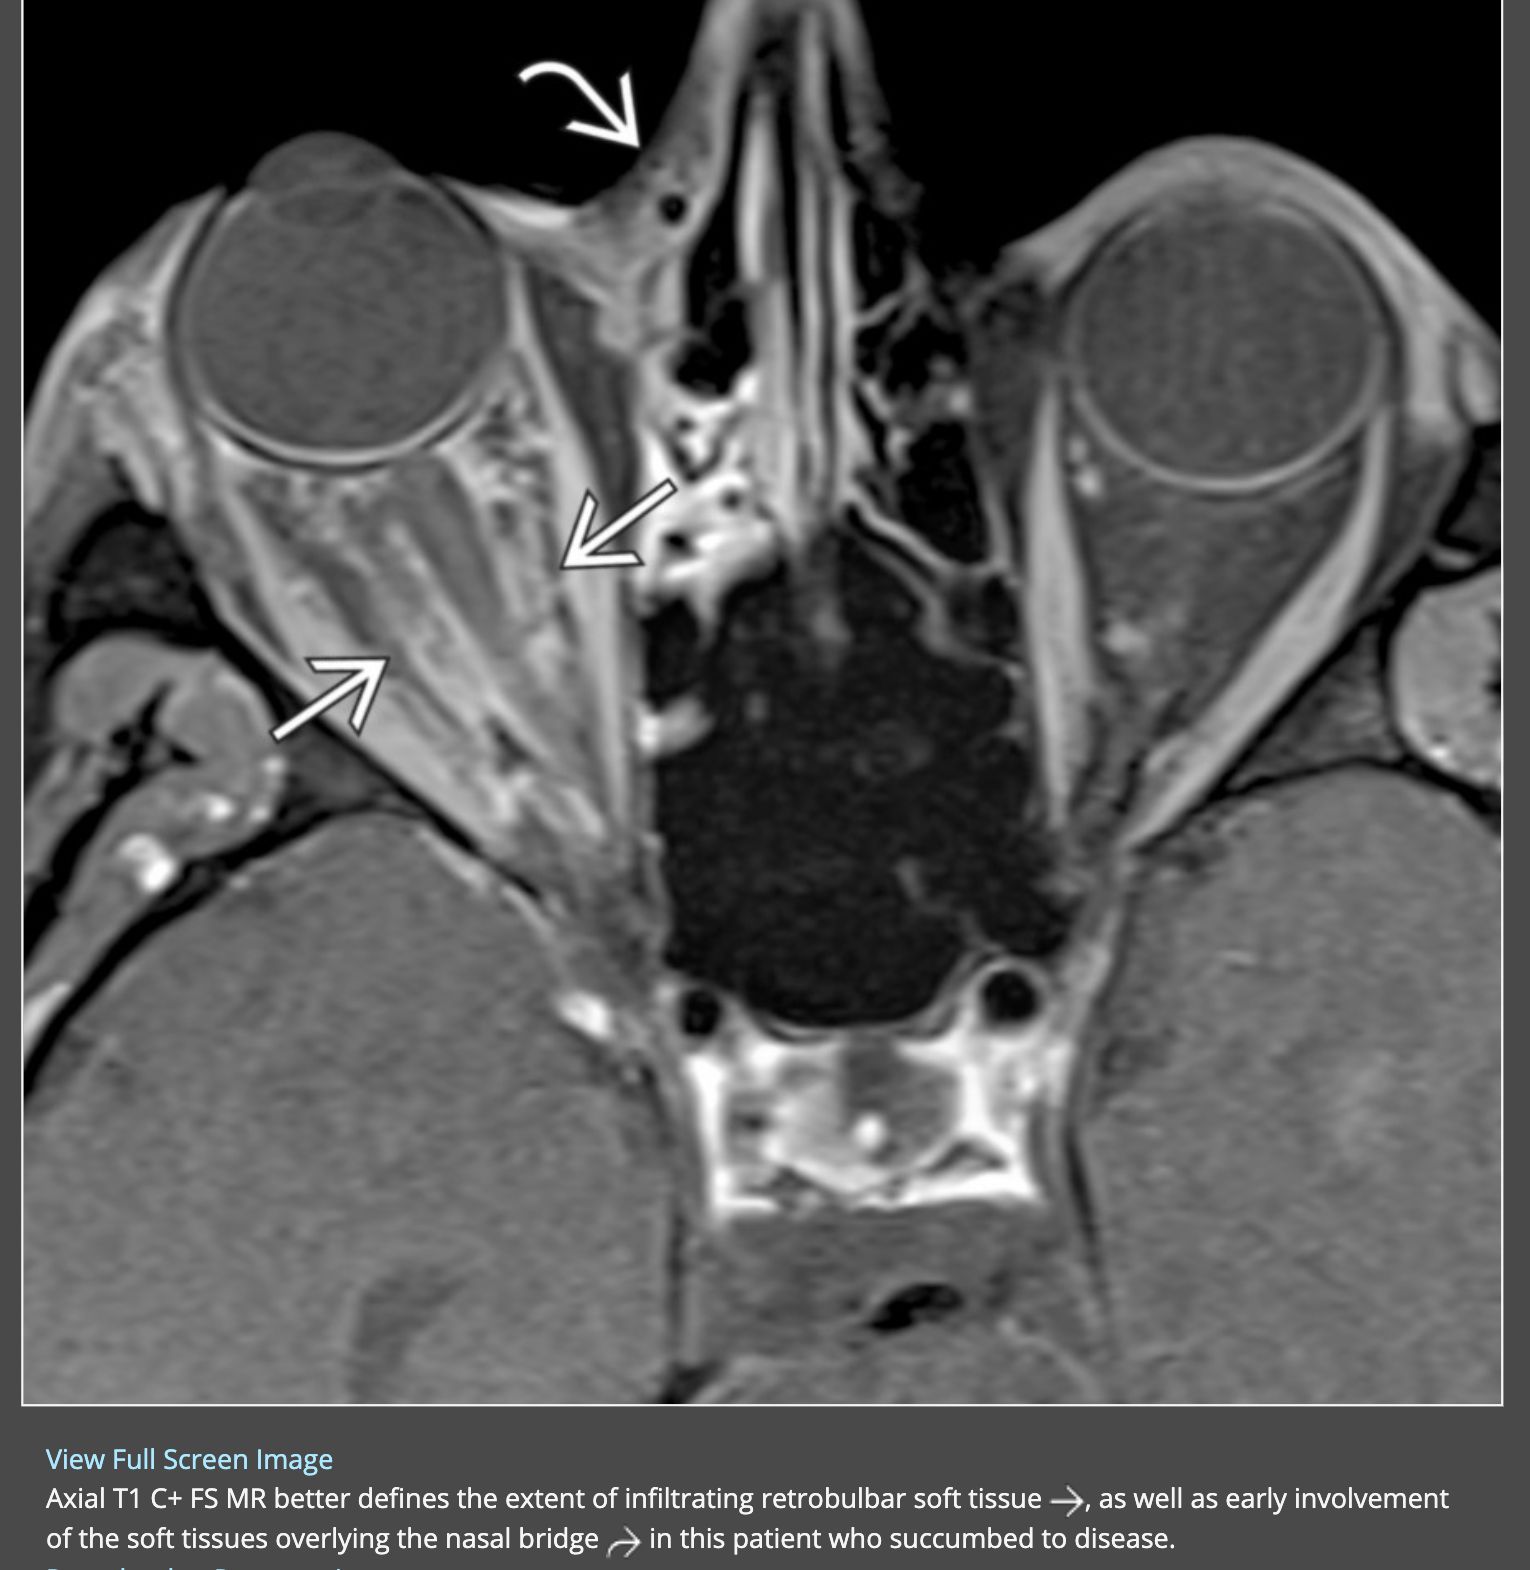 View Full Screen Image
Axial T1 C+ FS MR better defines the extent of infiltrating retrobulbar soft tissue →, as well as early involvement
of the soft tissues overlying the nasal bridge ↷ in this patient who succumbed to disease.